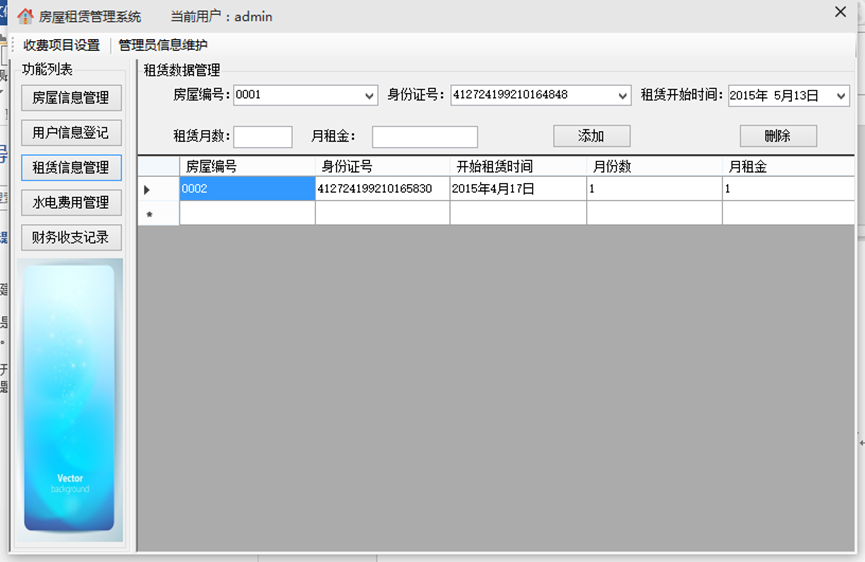 房屋租赁管理系统 当前用户：admin
收费项目设置 管理员信息维护
功能列表
房屋信息管理
用户信息登记
租赁信息管理
水电费用管理
财务收支记录
Vector
background
租赁数据管理
房屋编号: 0001 身份证号: 412724199210164848 租赁开始时间: 2015年 5月13日
租赁月数: 月租金: 添加 删除
房屋编号 身份证号 开始租赁时间 月份数 月租金
0002 412724199210165830 2015年4月17日 1 1